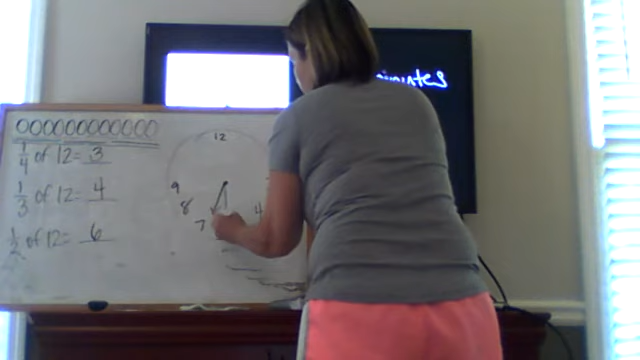 1/4 of 12 = 3
1/3 of 12 = 4
1/2 of 12 = 6
12
9
8
7
4
minutes